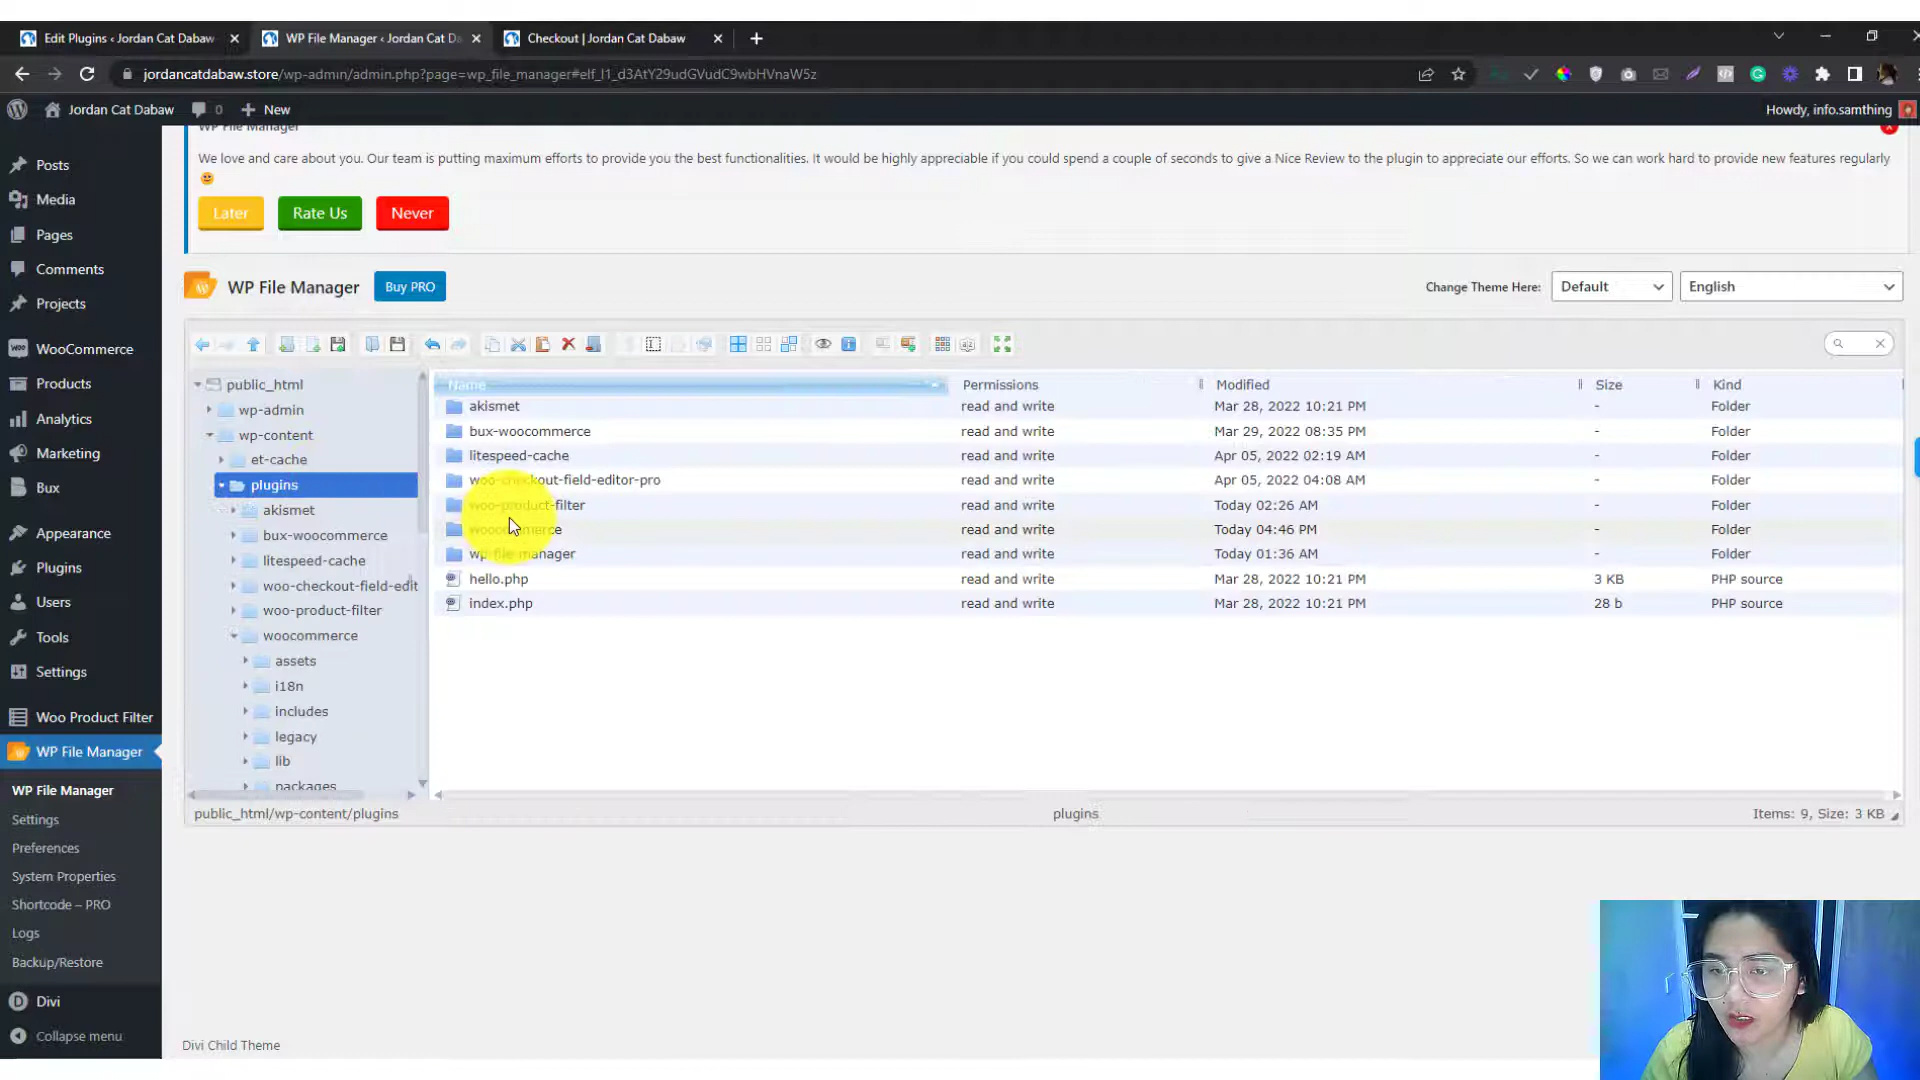 Edit Plugins ‹ Jordan Cat Dabaw
WP File Manager ‹ Jordan Cat Da
Checkout | Jordan Cat Dabaw
jordancatdabaw.store/wp-admin/admin.php?page=wp_file_manager#elf_l1_d3AtY29udGVudC9wbHVnaW5z
Jordan Cat Dabaw
0
New
Howdy, info.samthing
Posts
Media
Pages
Comments
Projects
WooCommerce
Products
Analytics
Marketing
Bux
Appearance
Plugins
Users
Tools
Settings
Woo Product Filter
WP File Manager
WP File Manager
Settings
Preferences
System Properties
Shortcode – PRO
Logs
Backup/Restore
Divi
Collapse menu
WP File Manager
We love and care about you. Our team is putting maximum efforts to provide you the best functionalities. It would be highly appreciable if you could spend a couple of seconds to give a Nice Review to the plugin to appreciate our efforts. So we can work hard to provide new features regularly
Later
Rate Us
Never
WP File Manager
Buy PRO
Change Theme Here:
Default
English
public_html
wp-admin
wp-content
et-cache
plugins
akismet
bux-woocommerce
litespeed-cache
woo-checkout-field-edit
woo-product-filter
woocommerce
assets
i18n
includes
legacy
lib
packages
Name Permissions Modified Size Kind
akismet read and write Mar 28, 2022 10:21 PM - Folder
bux-woocommerce read and write Mar 29, 2022 08:35 PM - Folder
litespeed-cache read and write Apr 05, 2022 02:19 AM - Folder
woo-checkout-field-editor-pro read and write Apr 05, 2022 04:08 AM - Folder
woo-product-filter read and write Today 02:26 AM - Folder
woocommerce read and write Today 04:46 PM - Folder
wp-file-manager read and write Today 01:36 AM - Folder
hello.php read and write Mar 28, 2022 10:21 PM 3 KB PHP source
index.php read and write Mar 28, 2022 10:21 PM 28 b PHP source
public_html/wp-content/plugins
plugins
Items: 9, Size: 3 KB
Divi Child Theme